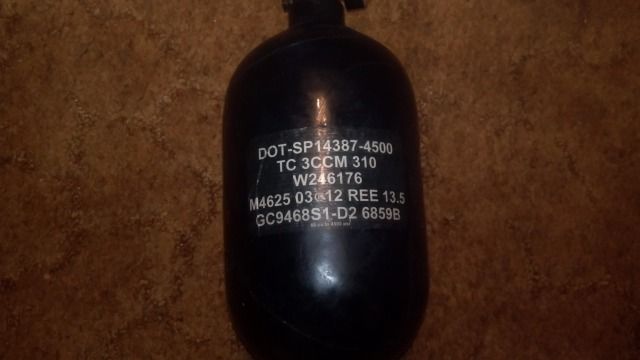 DOT-SP14387-4500
TC 3CCM 310
W246176
M4625 03 12 REE 13.5
GC9468S1-D2 6859B